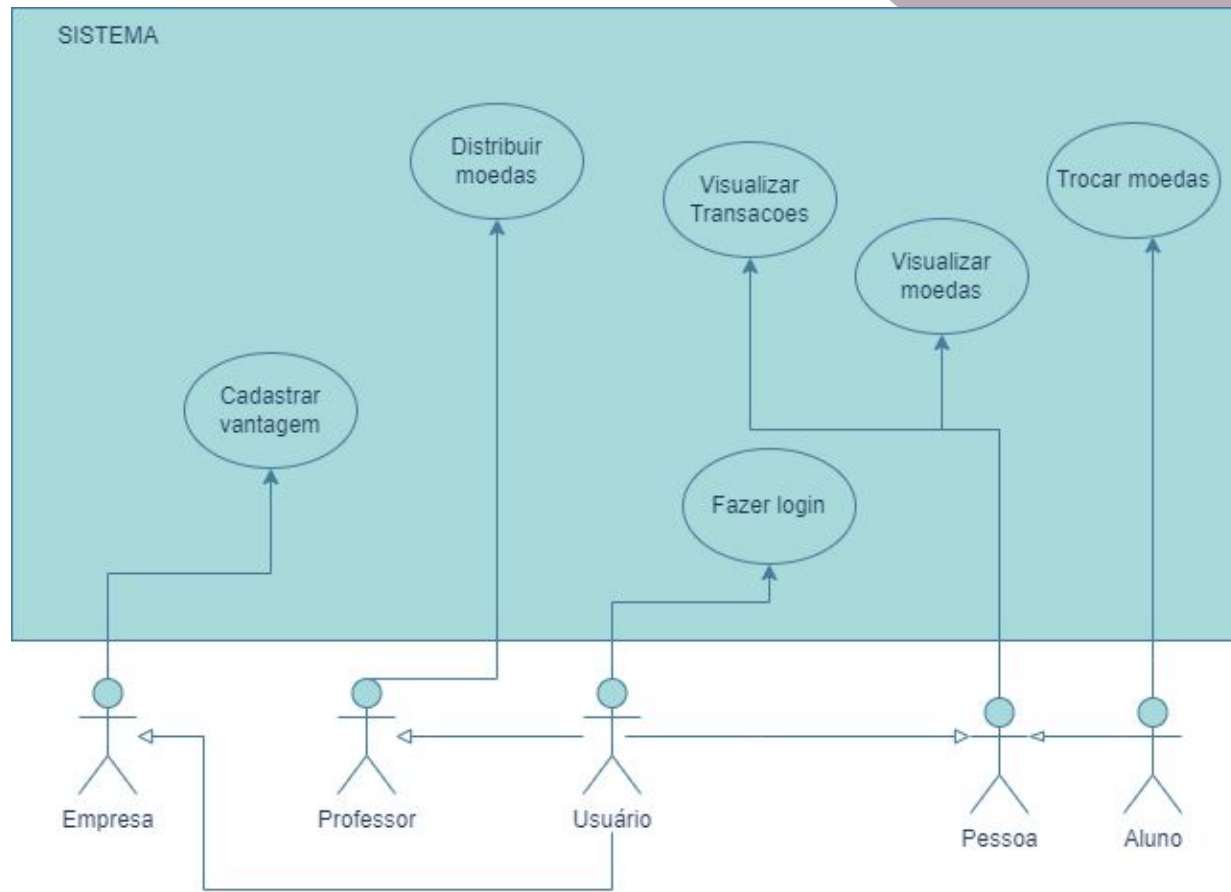 SISTEMA
Distribuir
moedas
Visualizar
Transacoes
Trocar moedas
Visualizar
moedas
Cadastrar
vantagem
Fazer login
Empresa
Professor
Usuário
Pessoa
Aluno